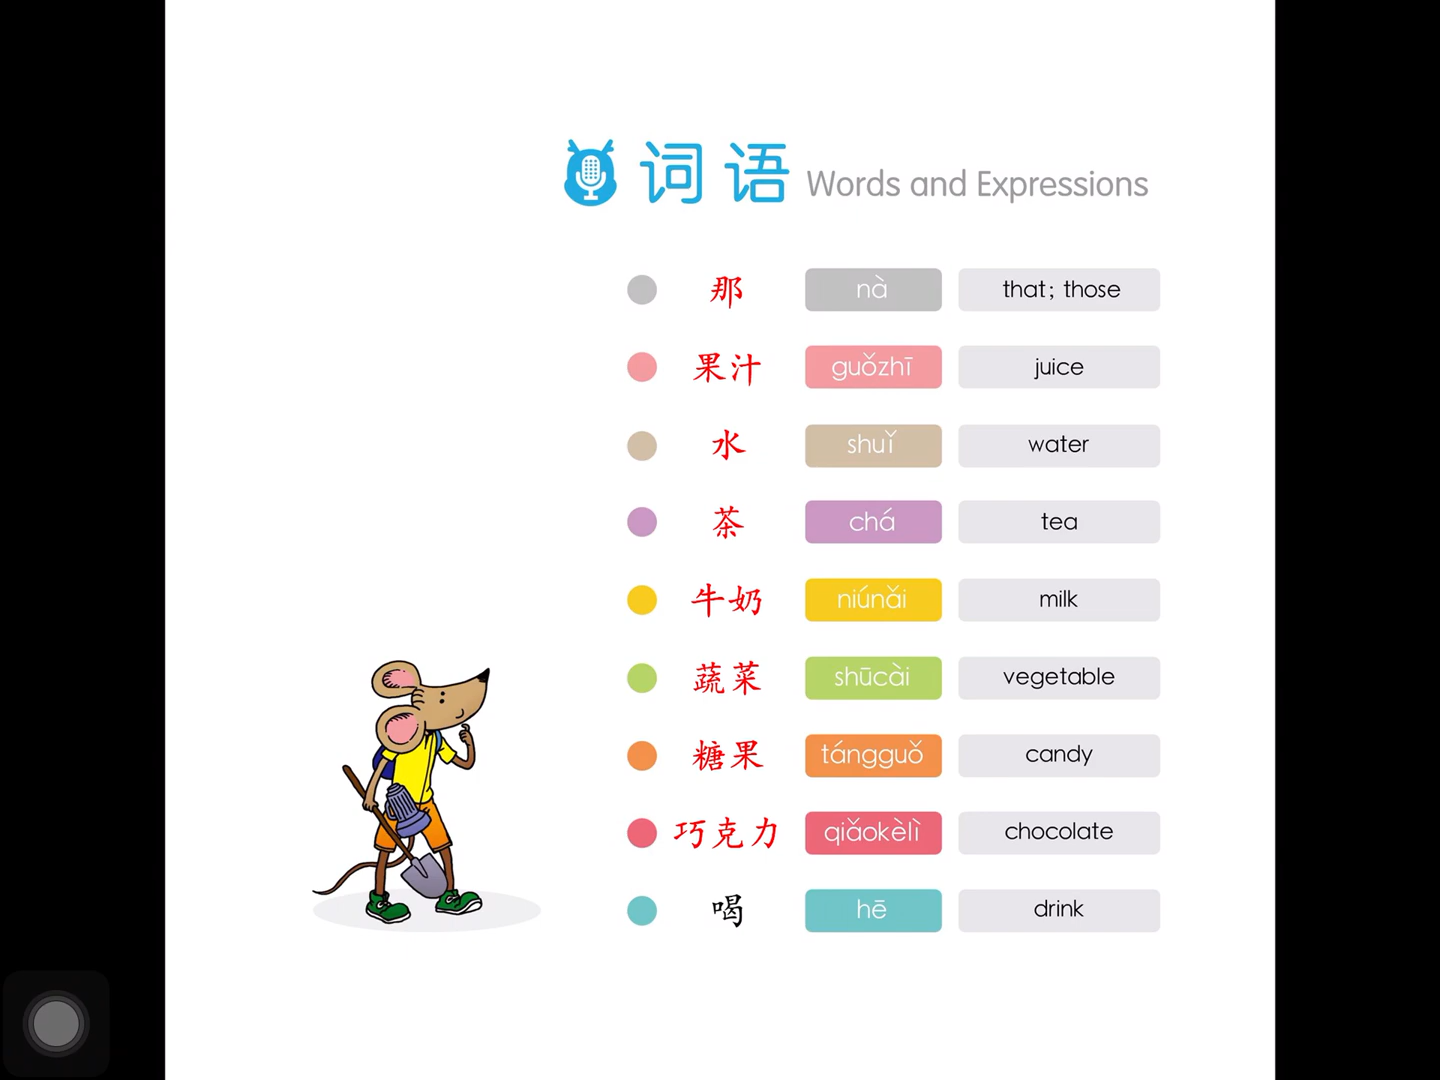 词语 Words and Expressions
那 nà that; those
果汁 guǒzhī juice
水 shuǐ water
茶 chá tea
牛奶 niúnǎi milk
蔬菜 shūcài vegetable
糖果 tángguǒ candy
巧克力 qiǎokèlì chocolate
喝 hē drink